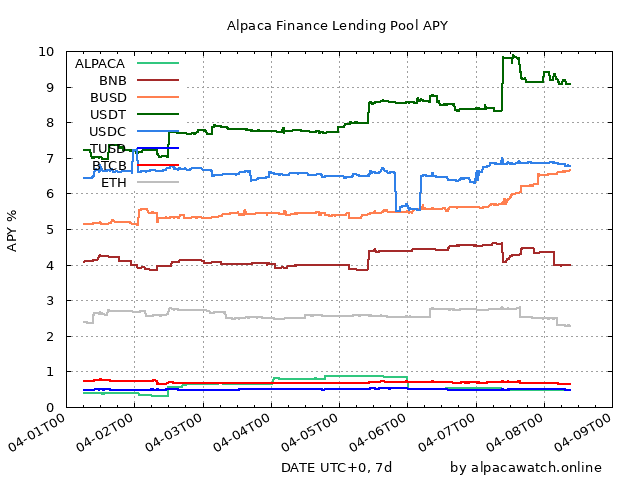 Alpaca Finance Lending Pool APY
10
9
8
7
6
5
4
3
2
1
0
APY %
ALPACA
BNB
BUSD
USDT
USDC
TUSD
BTCB
ETH
04-01T00
04-02T00
04-03T00
04-04T00
04-05T00
04-06T00
04-07T00
04-08T00
04-09T00
DATE UTC+0, 7d
by alpacawatch.online